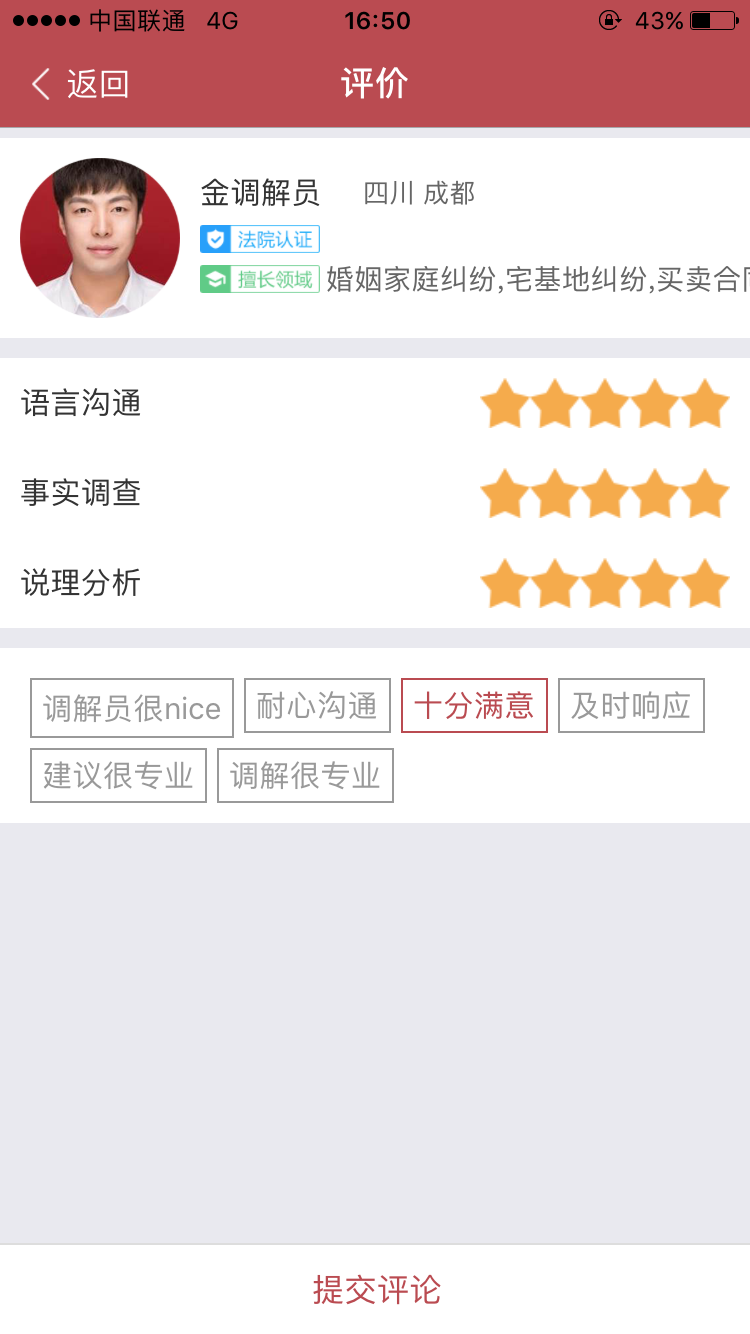 中国联通 4G 16:50 43%
返回 评价
金调解员 四川 成都
法院认证
擅长领域 婚姻家庭纠纷,宅基地纠纷,买卖合
语言沟通
事实调查
说理分析
调解员很nice 耐心沟通 十分满意 及时响应
建议很专业 调解很专业
提交评论